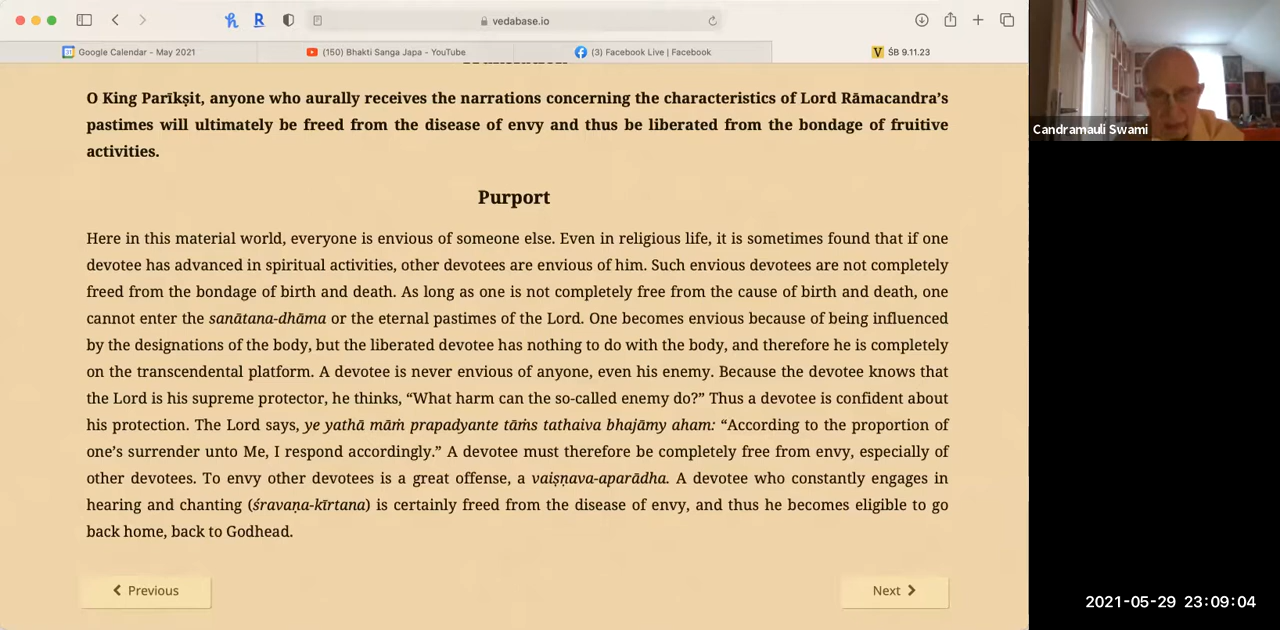 vedabase.io
Google Calendar - May 2021
(150) Bhakti Sanga Japa - YouTube
(3) Facebook Live | Facebook
ŚB 9.11.23
O King Parīkṣit, anyone who aurally receives the narrations concerning the characteristics of Lord Rāmacandra’s
pastimes will ultimately be freed from the disease of envy and thus be liberated from the bondage of fruitive
activities.
Purport
Here in this material world, everyone is envious of someone else. Even in religious life, it is sometimes found that if one
devotee has advanced in spiritual activities, other devotees are envious of him. Such envious devotees are not completely
freed from the bondage of birth and death. As long as one is not completely free from the cause of birth and death, one
cannot enter the sanātana-dhāma or the eternal pastimes of the Lord. One becomes envious because of being influenced
by the designations of the body, but the liberated devotee has nothing to do with the body, and therefore he is completely
on the transcendental platform. A devotee is never envious of anyone, even his enemy. Because the devotee knows that
the Lord is his supreme protector, he thinks, “What harm can the so-called enemy do?” Thus a devotee is confident about
his protection. The Lord says, ye yathā māṁ prapadyante tāṁs tathaiva bhajāmy aham: “According to the proportion of
one’s surrender unto Me, I respond accordingly.” A devotee must therefore be completely free from envy, especially of
other devotees. To envy other devotees is a great offense, a vaiṣṇava-aparādha. A devotee who constantly engages in
hearing and chanting (śravaṇa-kīrtana) is certainly freed from the disease of envy, and thus he becomes eligible to go
back home, back to Godhead.
Previous
Next
Candramauli Swami
2021-05-29 23:09:04